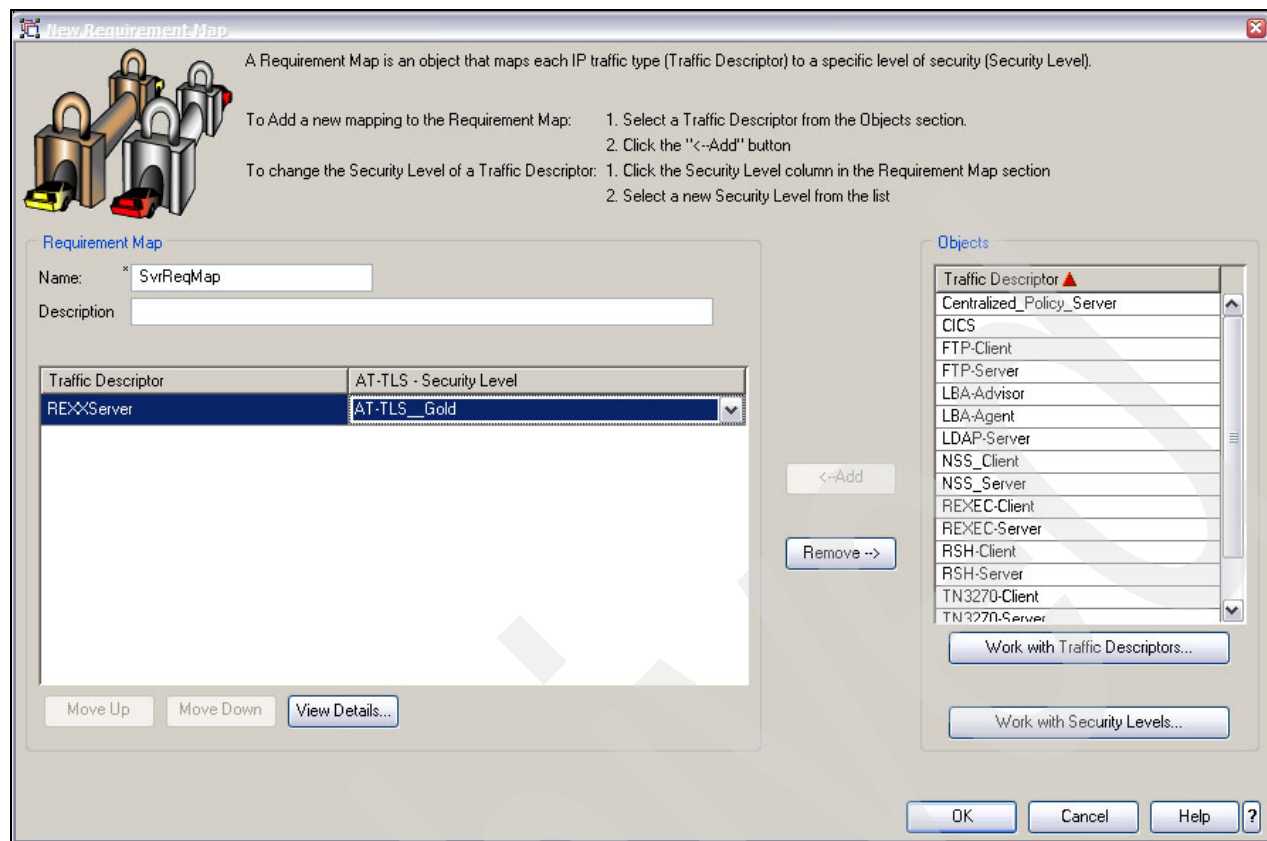 New Requirement Map
A Requirement Map is an object that maps each IP traffic type (Traffic Descriptor) to a specific level of security (Security Level).
To Add a new mapping to the Requirement Map: 1. Select a Traffic Descriptor from the Objects section.
2. Click the "<--Add" button
To change the Security Level of a Traffic Descriptor: 1. Click the Security Level column in the Requirement Map section
2. Select a new Security Level from the list
Requirement Map
Name: * SvrReqMap
Description
Traffic Descriptor AT-TLS - Security Level
REXXServer AT-TLS__Gold
<--Add
Remove -->
Move Up Move Down View Details...
Objects
Traffic Descriptor
Centralized_Policy_Server
CICS
FTP-Client
FTP-Server
LBA-Advisor
LBA-Agent
LDAP-Server
NSS_Client
NSS_Server
REXEC-Client
REXEC-Server
RSH-Client
RSH-Server
TN3270-Client
TN3270-Server
Work with Traffic Descriptors...
Work with Security Levels...
OK Cancel Help ?